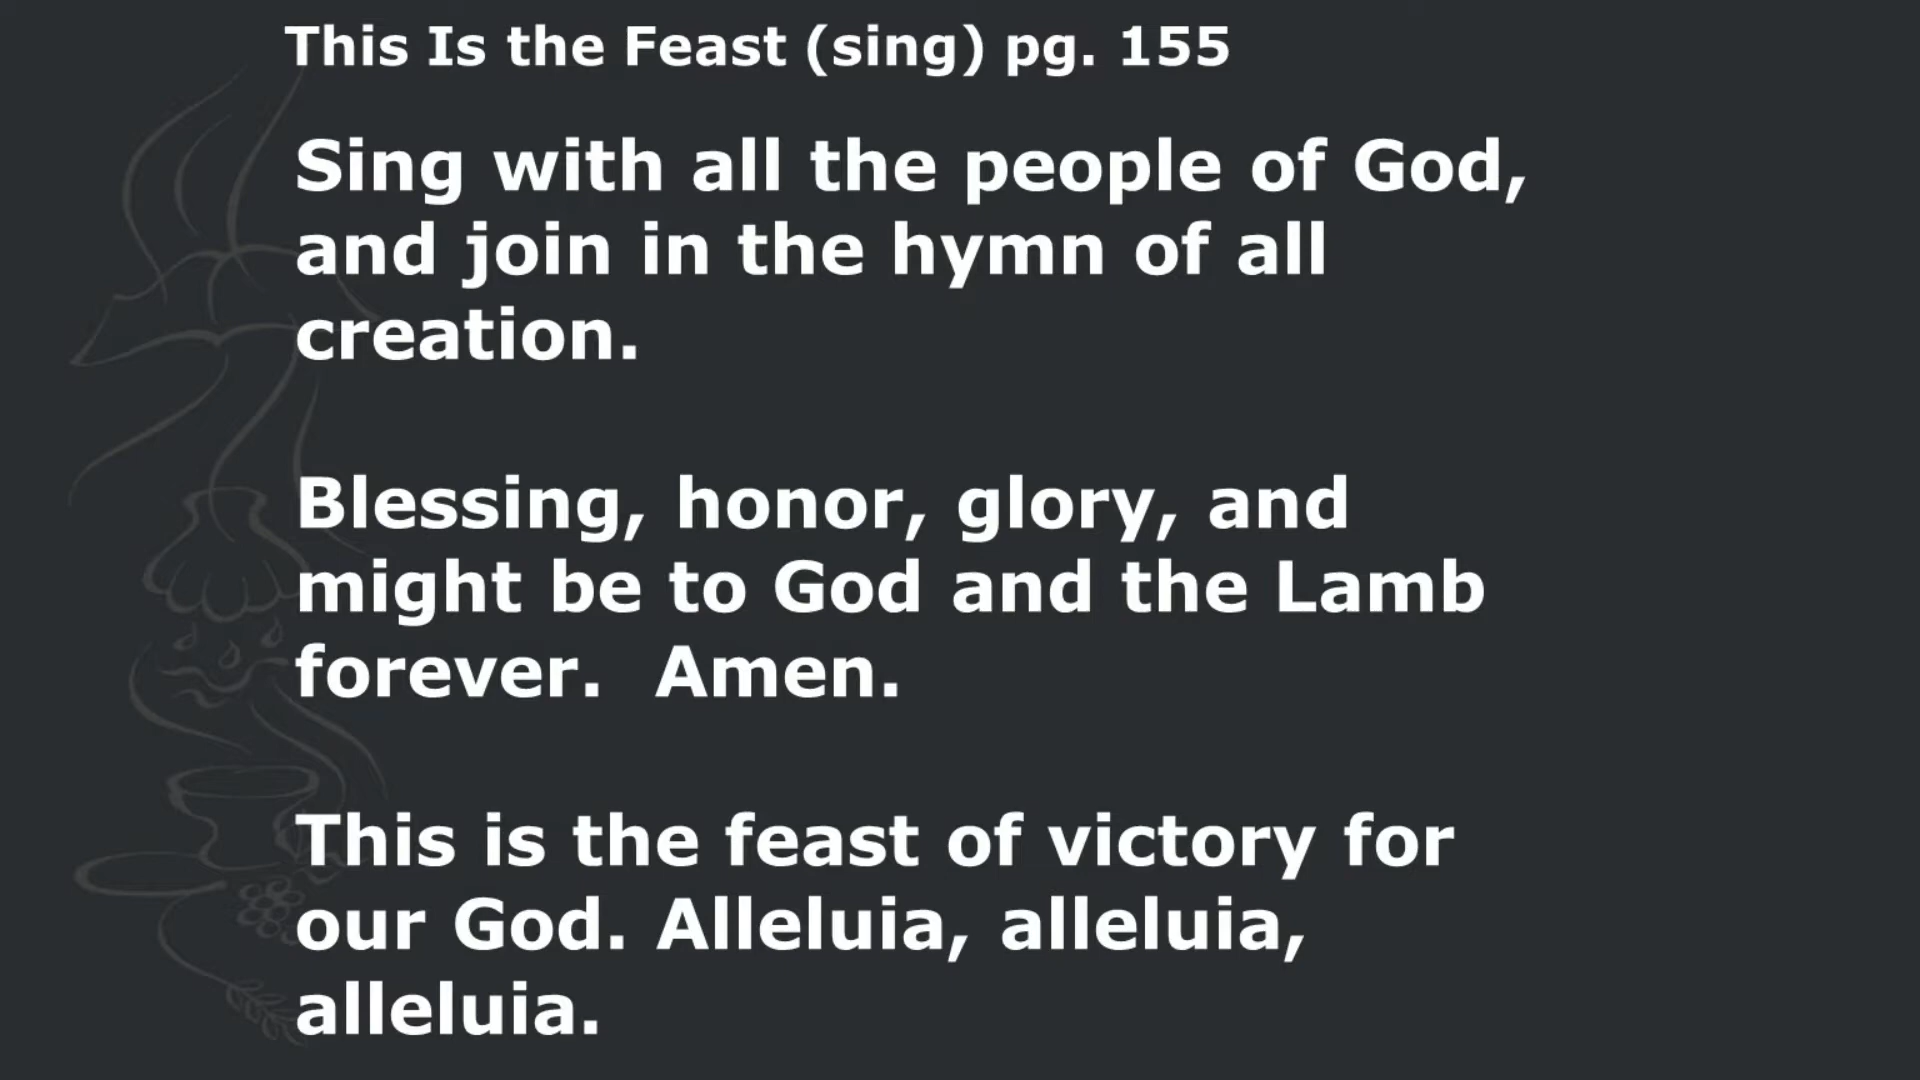 This Is the Feast (sing) pg. 155
Sing with all the people of God,
and join in the hymn of all
creation.
Blessing, honor, glory, and
might be to God and the Lamb
forever.  Amen.
This is the feast of victory for
our God. Alleluia, alleluia,
alleluia.